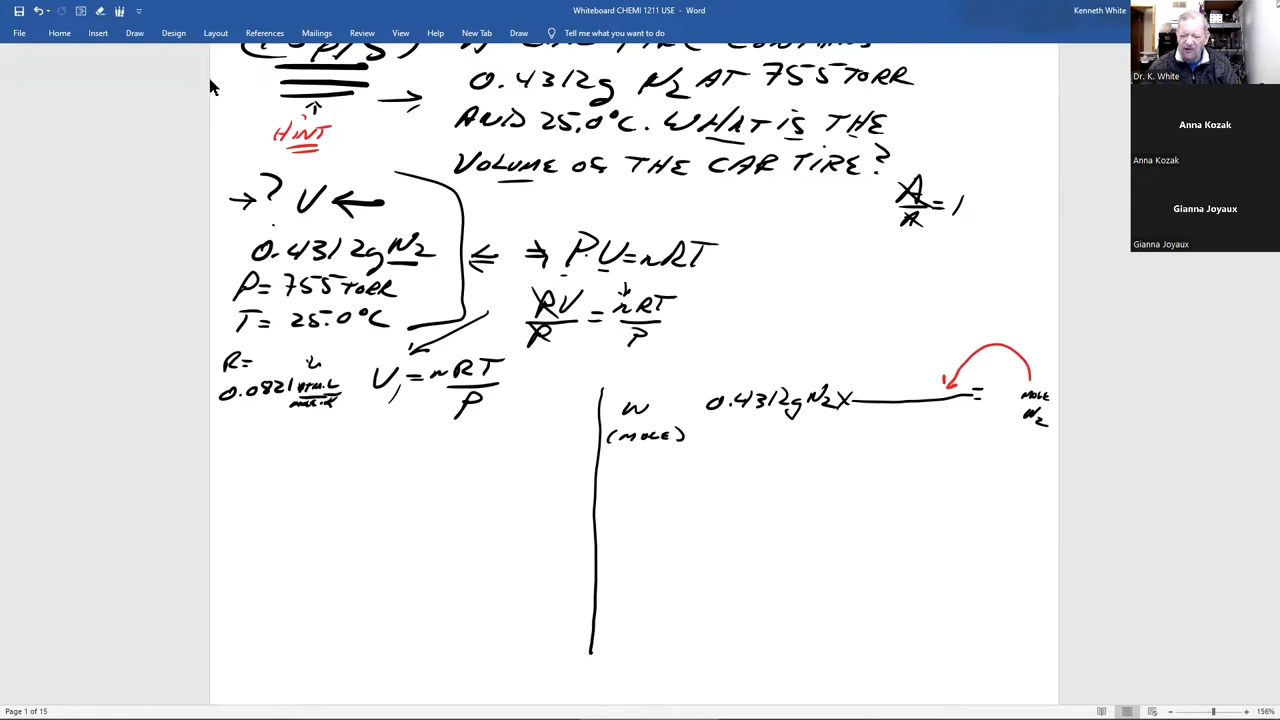 Whiteboard CHEMI 1211 USE - Word
Kenneth White
File Home Insert Draw Design Layout References Mailings Review View Help New Tab Draw Tell me what you want to do
0.4312g N2 AT 755 TORR
AND 25.0°C. WHAT IS THE
VOLUME OF THE CAR TIRE?
HINT
→ ? V ←
0.4312g N2
P = 755 TORR
T = 25.0°C
R =
0.0821 ATM·L
V, = nRT
P
⇒ PV = nRT
PV = nRT
P P
= 1
n
(MOLE)
0.4312g N2 X =
MOLE
N2
Dr. K. White
Anna Kozak
Anna Kozak
Gianna Joyaux
Gianna Joyaux
Page 1 of 15
156%